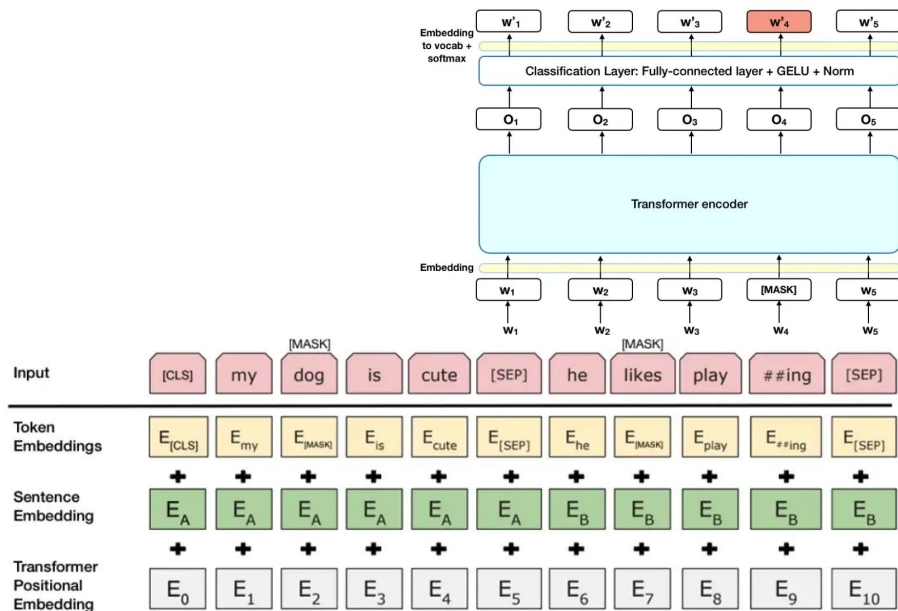 w'1 w'2 w'3 w'4 w'5
Embedding
to vocab +
softmax
Classification Layer: Fully-connected layer + GELU + Norm
O1 O2 O3 O4 O5
Transformer encoder
Embedding
w1 w2 w3 [MASK] w5
w1 w2 w3 w4 w5
[MASK] [MASK]
Input [CLS] my dog is cute [SEP] he likes play ##ing [SEP]
Token
Embeddings
E[CLS] Emy E[MASK] Eis Ecute E[SEP] Ehe E[MASK] Eplay E##ing E[SEP]
+ + + + + + + + + + +
Sentence
Embedding
EA EA EA EA EA EA EB EB EB EB EB
+ + + + + + + + + + +
Transformer
Positional
Embedding
E0 E1 E2 E3 E4 E5 E6 E7 E8 E9 E10